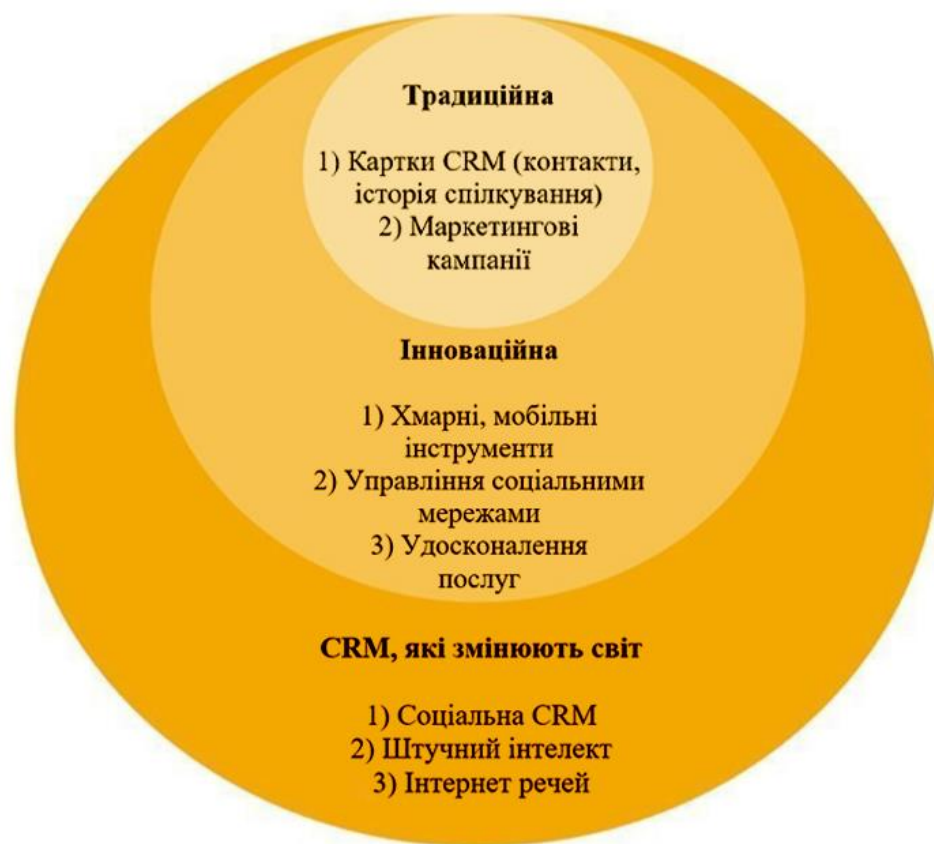 Традиційна
1) Картки CRM (контакти,
історія спілкування)
2) Маркетингові
кампанії
Інноваційна
1) Хмарні, мобільні
інструменти
2) Управління соціальними
мережами
3) Удосконалення
послуг
CRM, які змінюють світ
1) Соціальна CRM
2) Штучний інтелект
3) Інтернет речей